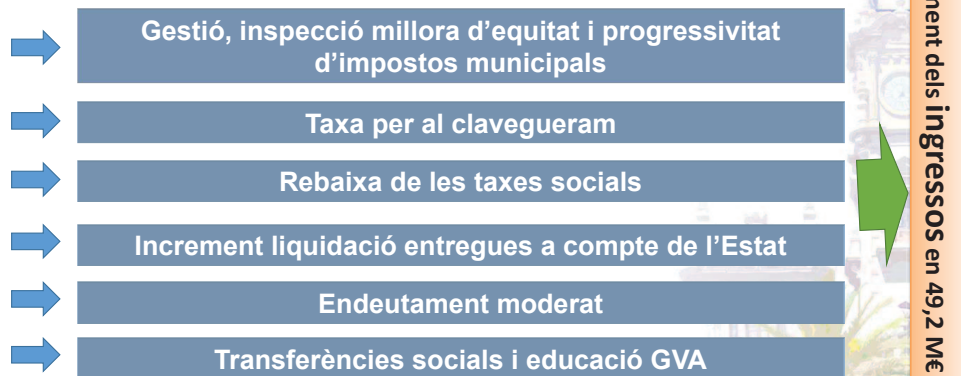 Gestió, inspecció millora d'equitat i progressivitat
d'impostos municipals
Taxa per al clavegueram
Rebaixa de les taxes socials
Increment liquidació entregues a compte de l'Estat
Endeutament moderat
Transferències socials i educació GVA
dels ingressos en 49,2 M€